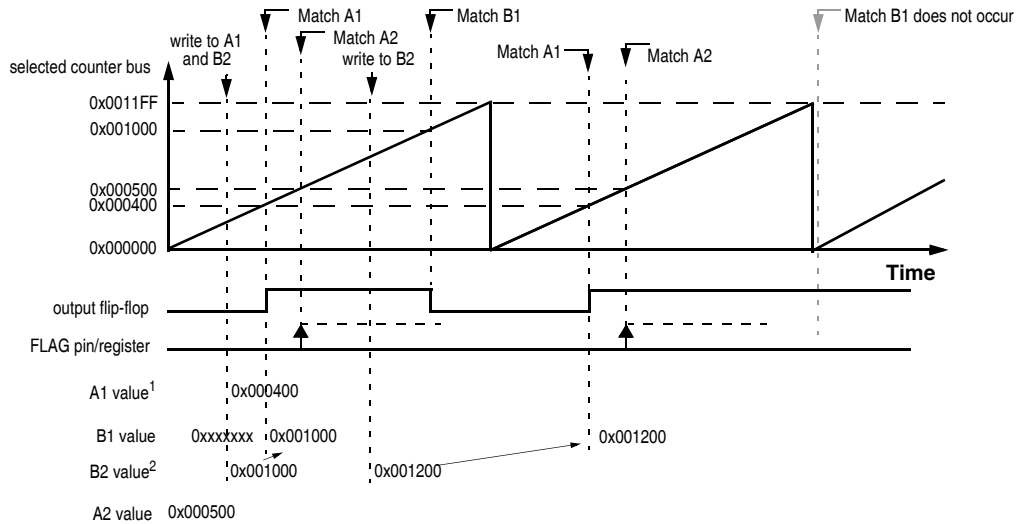 Match A1
Match B1
Match B1 does not occur
write to A1
and B2
Match A2
write to B2
Match A1
Match A2
selected counter bus
0x0011FF
0x001000
0x000500
0x000400
0x000000
Time
output flip-flop
FLAG pin/register
A1 value1 0x000400
B1 value 0xxxxxxx 0x001000 0x001200
B2 value2 0x001000 0x001200
A2 value 0x000500